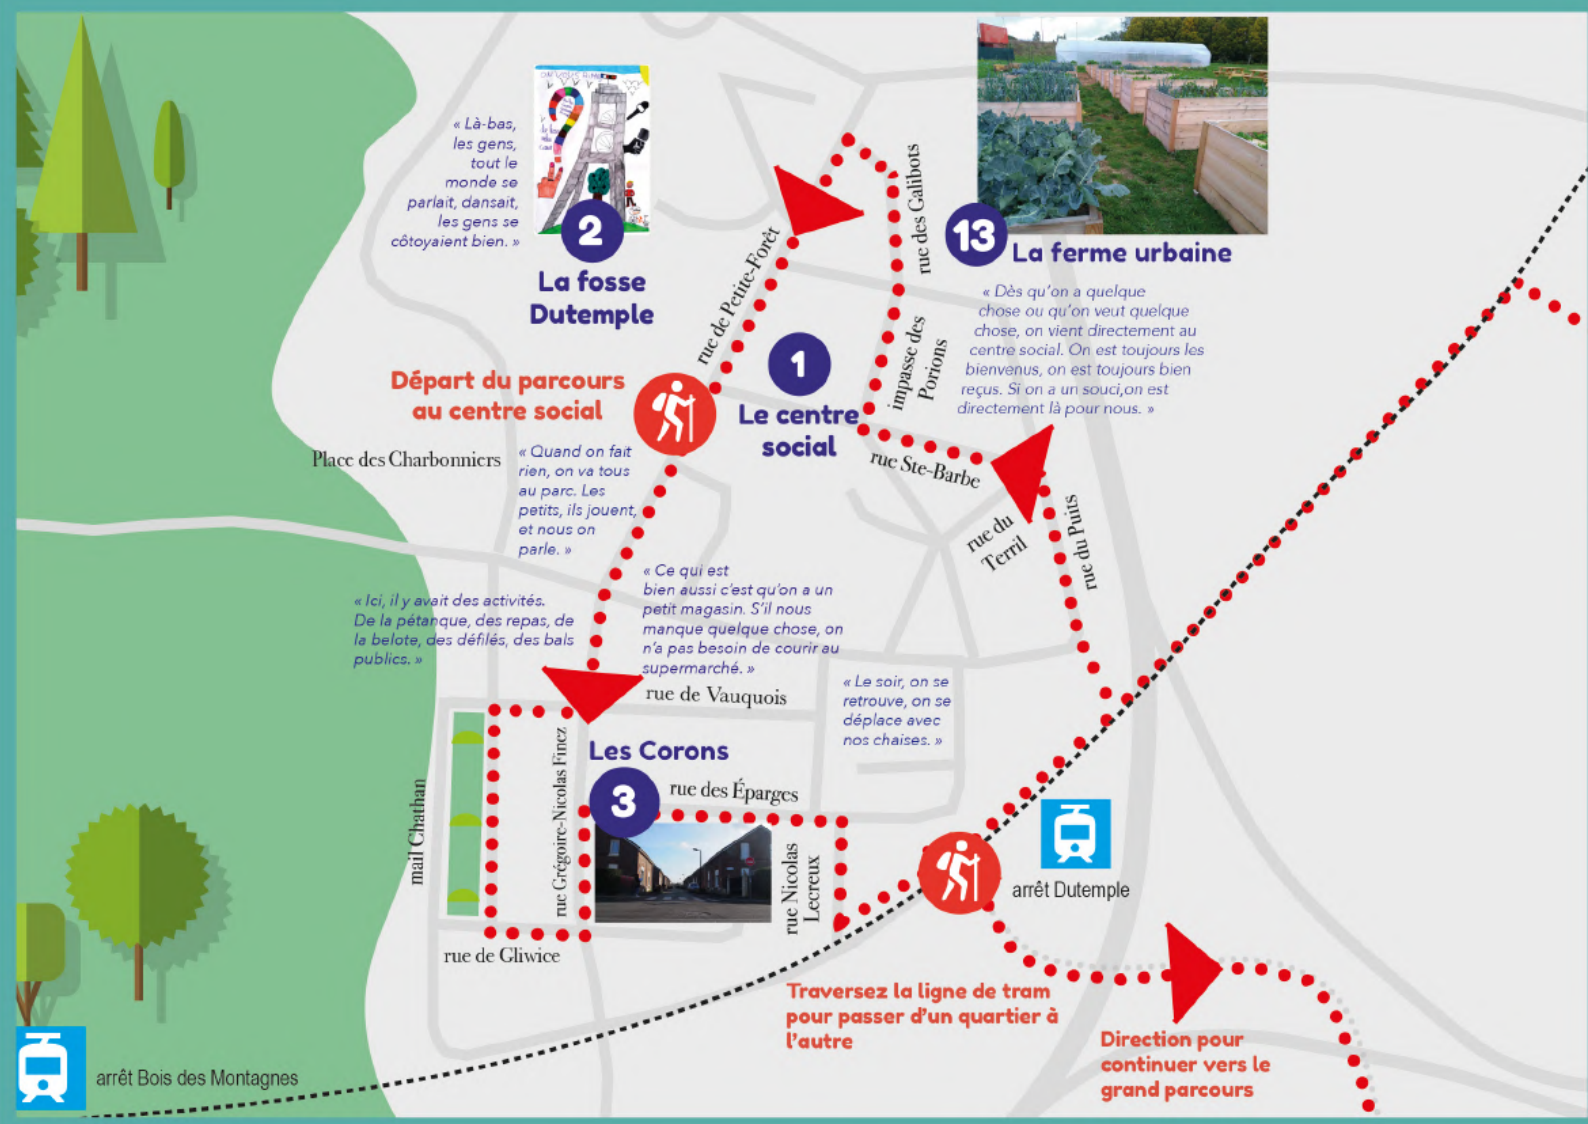 « Là-bas,
les gens,
tout le
monde se
parlait, dansait,
les gens se
côtoyaient bien. »
2
La fosse
Dutemple
rue de Petite-Forêt
rue des Galibots
13
La ferme urbaine
« Dès qu'on a quelque
chose ou qu'on veut quelque
chose, on vient directement au
centre social. On est toujours les
bienvenus, on est toujours bien
reçus. Si on a un souci,on est
directement là pour nous. »
impasse des
Porions
1
Le centre
social
Départ du parcours
au centre social
Place des Charbonniers
« Quand on fait
rien, on va tous
au parc. Les
petits, ils jouent,
et nous on
parle. »
rue Ste-Barbe
rue du
Terril
rue du Puits
« Ici, il y avait des activités.
De la pétanque, des repas, de
la belote, des défilés, des bals
publics. »
« Ce qui est
bien aussi c'est qu'on a un
petit magasin. S'il nous
manque quelque chose, on
n'a pas besoin de courir au
supermarché. »
rue de Vauquois
« Le soir, on se
retrouve, on se
déplace avec
nos chaises. »
Les Corons
3
rue des Éparges
mail Chathan
rue Grégoire-Nicolas Finez
rue Nicolas
Lecreux
rue de Gliwice
arrêt Dutemple
Traversez la ligne de tram
pour passer d'un quartier à
l'autre
Direction pour
continuer vers le
grand parcours
arrêt Bois des Montagnes